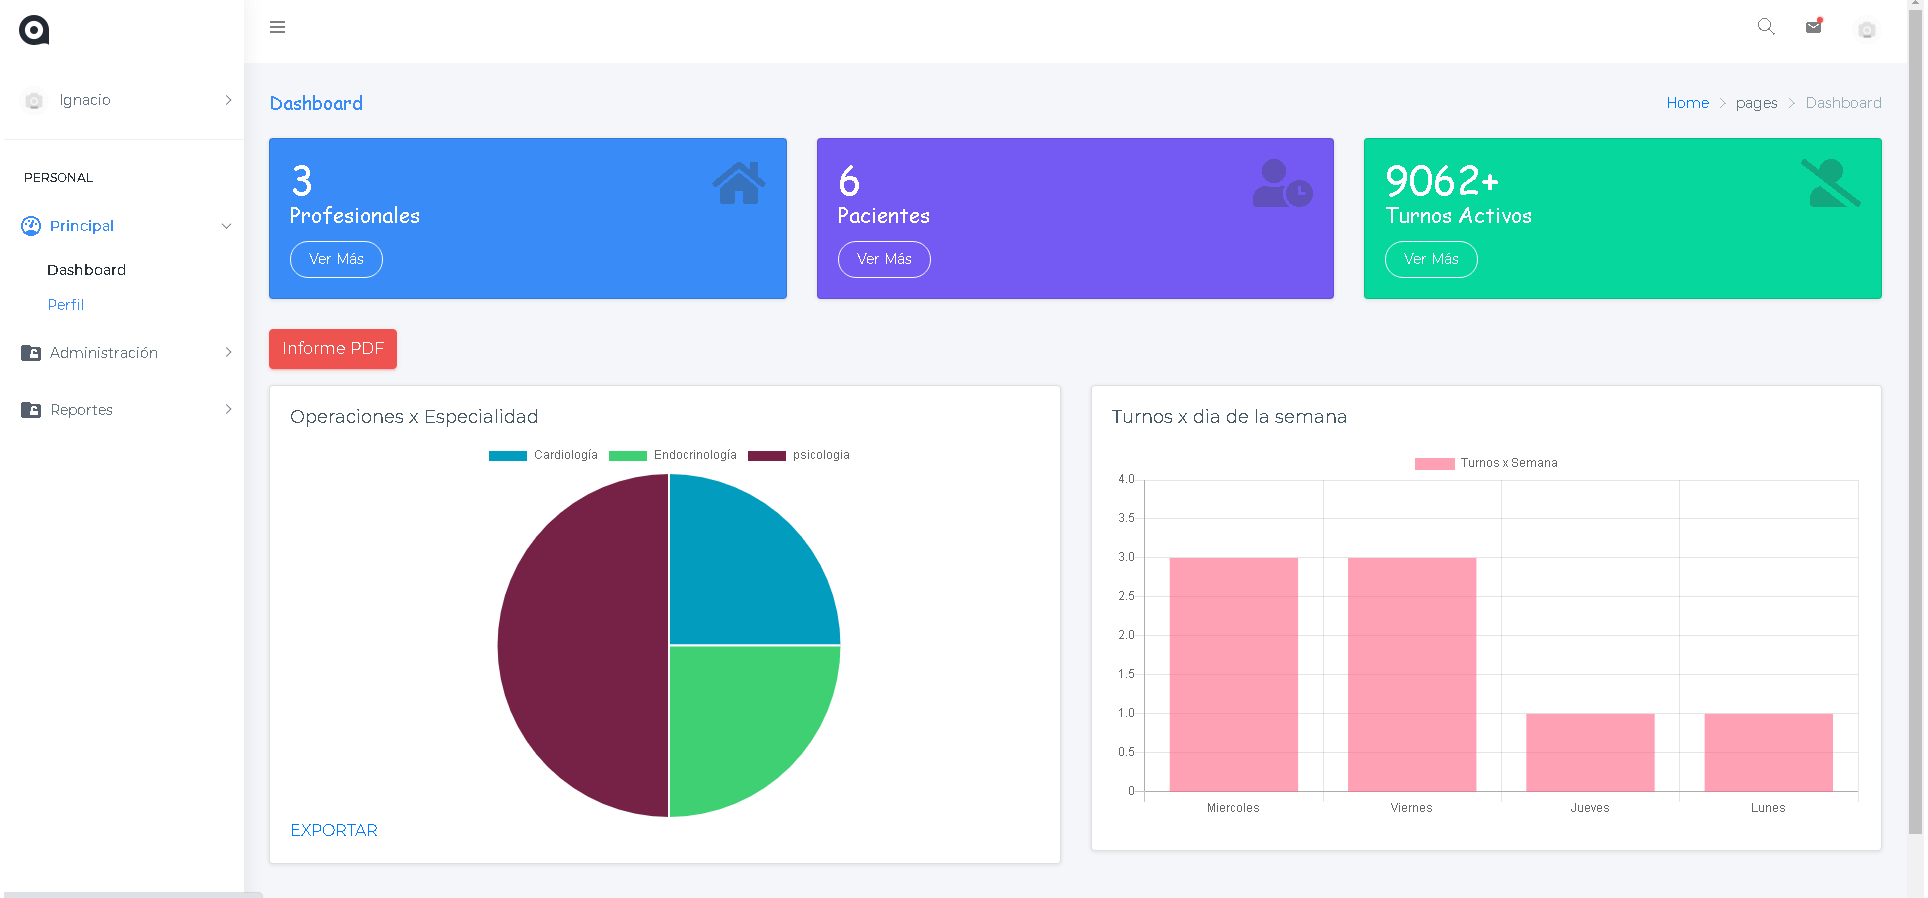 Ignacio
PERSONAL
Principal
Dashboard
Perfil
Administración
Reportes
Dashboard
Home > pages > Dashboard
3
Profesionales
Ver Más
6
Pacientes
Ver Más
9062+
Turnos Activos
Ver Más
Informe PDF
Operaciones x Especialidad
Cardiología Endocrinología psicologia
EXPORTAR
Turnos x dia de la semana
Turnos x Semana
4.0
3.5
3.0
2.5
2.0
1.5
1.0
0.5
0
Miercoles Viernes Jueves Lunes